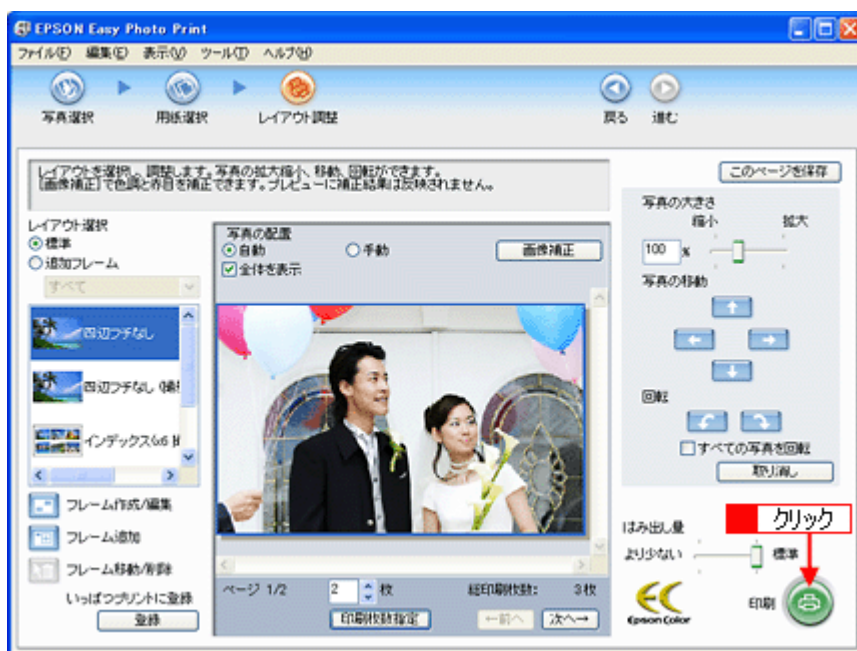 EPSON Easy Photo Print
ファイル(F) 編集(E) 表示(V) ツール(T) ヘルプ(H)
写真選択 用紙選択 レイアウト調整 戻る 進む
レイアウトを選択し、調整します。写真の拡大縮小、移動、回転ができます。
[画像補正]で色調と赤目を補正できます。プレビューに補正結果は反映されません。
このページを保存
レイアウト選択
標準
追加フレーム
すべて
四辺フチなし
四辺フチなし
インデックス
フレーム作成/編集
フレーム追加
フレーム移動/削除
いっぱつプリントに登録
登録
写真の配置
自動 手動 画像補正
全体を表示
ページ 1/2 2 枚 総印刷枚数: 3枚
印刷枚数指定 ←前へ 次へ→
写真の大きさ
縮小 拡大
100 %
写真の移動
回転
すべての写真を回転
取り消し
クリック
はみ出し量
より少ない 標準
Epson Color
印刷